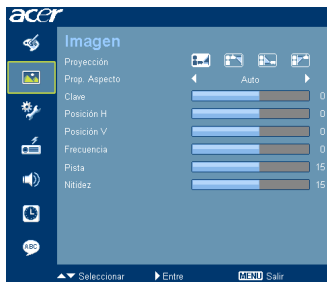 acer
Imagen
Proyección
Prop. Aspecto Auto
Clave 0
Posición H 0
Posición V 0
Frecuencia 0
Pista 15
Nitidez 15
ABC
Seleccionar Entre MENU Salir